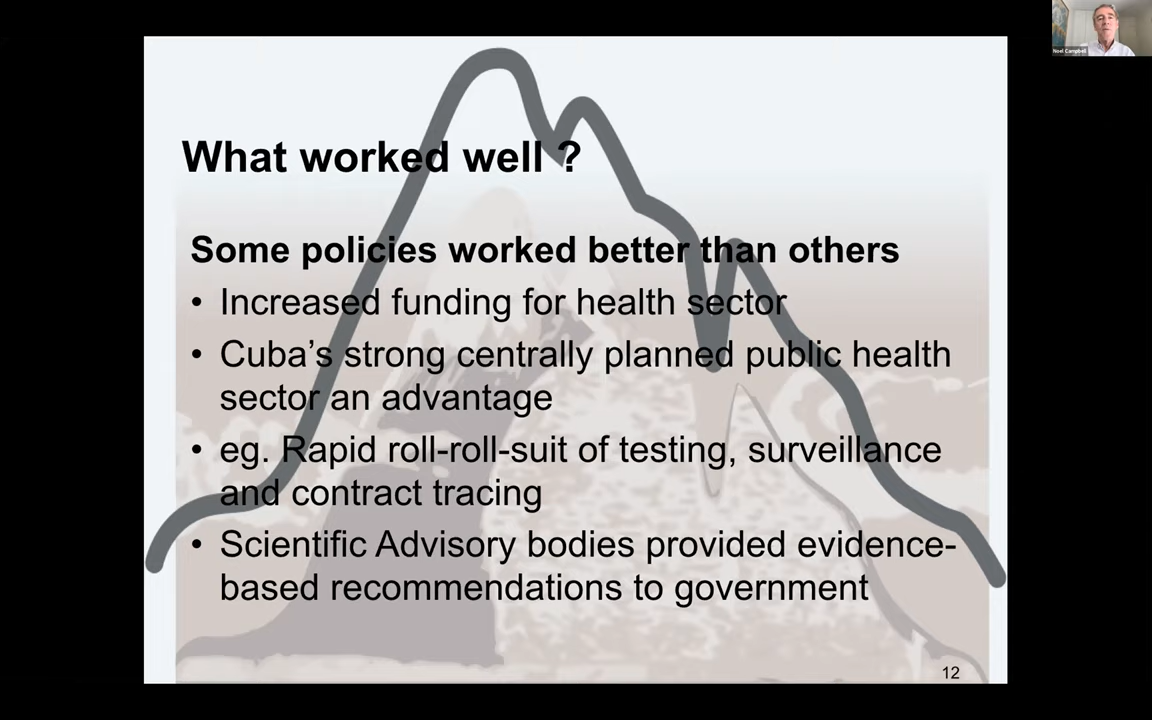 Noel Campbell
What worked well ?
Some policies worked better than others
• Increased funding for health sector
• Cuba's strong centrally planned public health
sector an advantage
• eg. Rapid roll-roll-suit of testing, surveillance
and contract tracing
• Scientific Advisory bodies provided evidence-
based recommendations to government
12